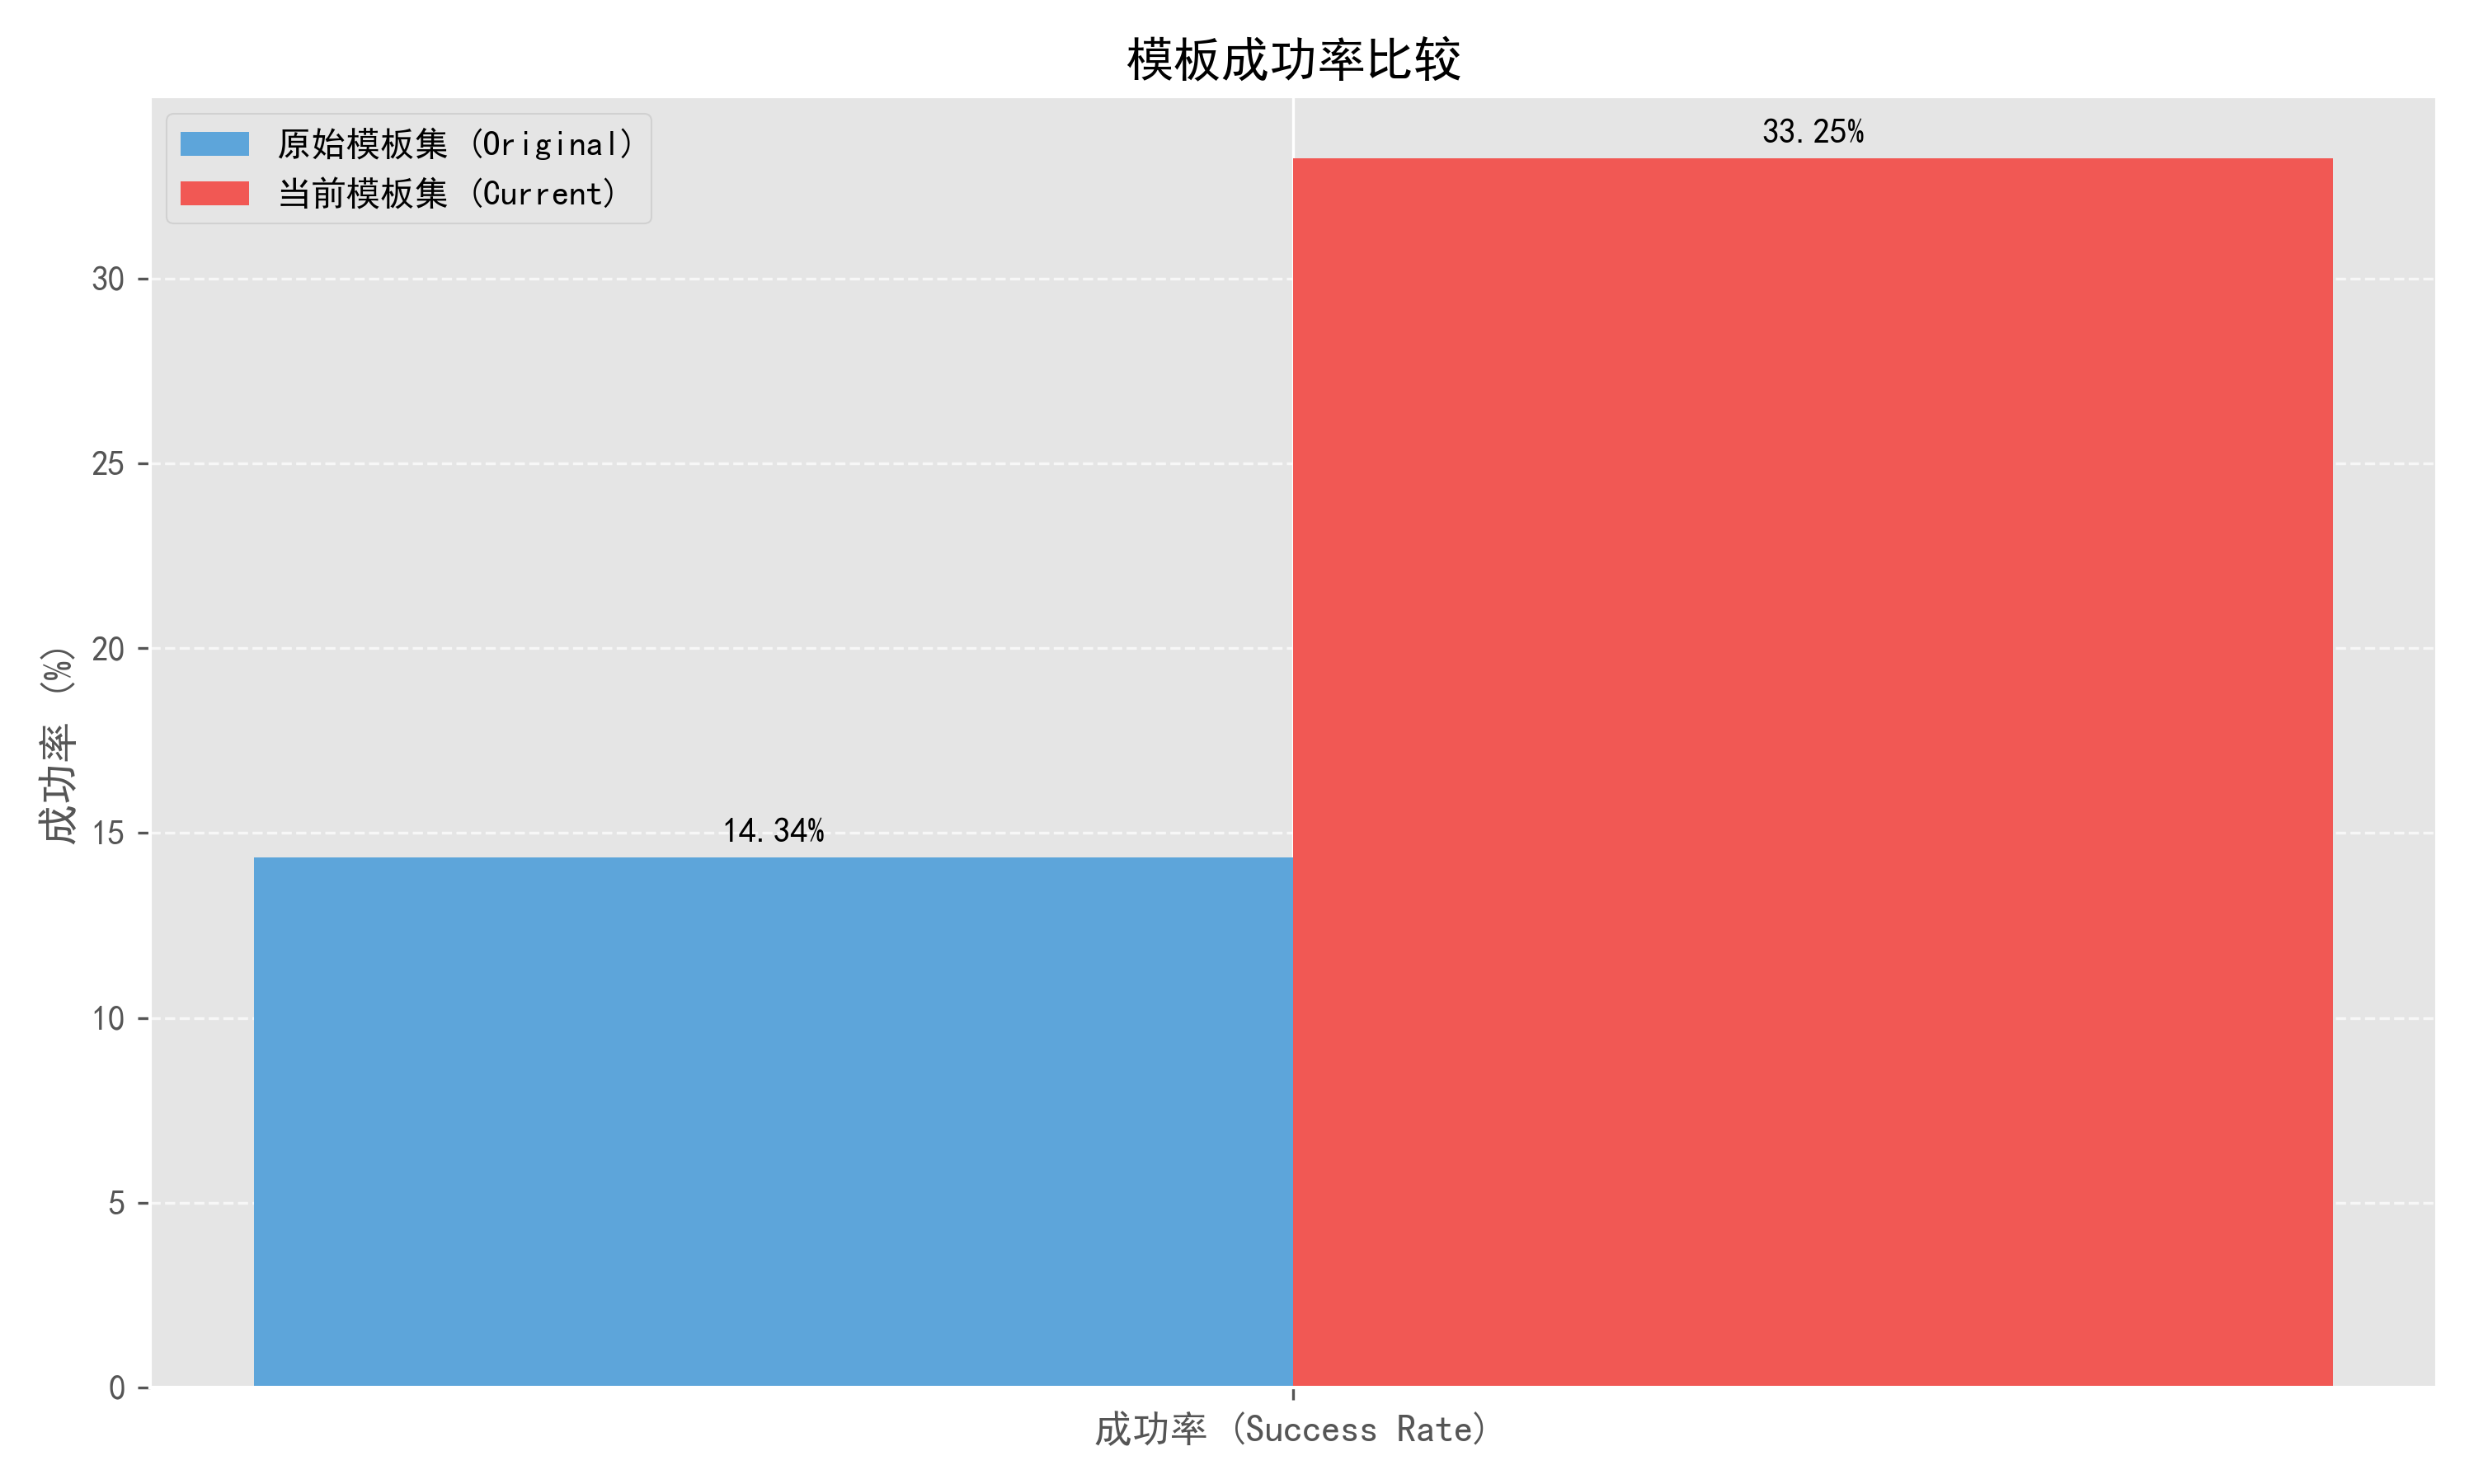 模板成功率比较
原始模板集 (Original)
当前模板集 (Current)
33.25%
14.34%
成功率 (%)
30
25
20
15
10
5
0
成功率 (Success Rate)